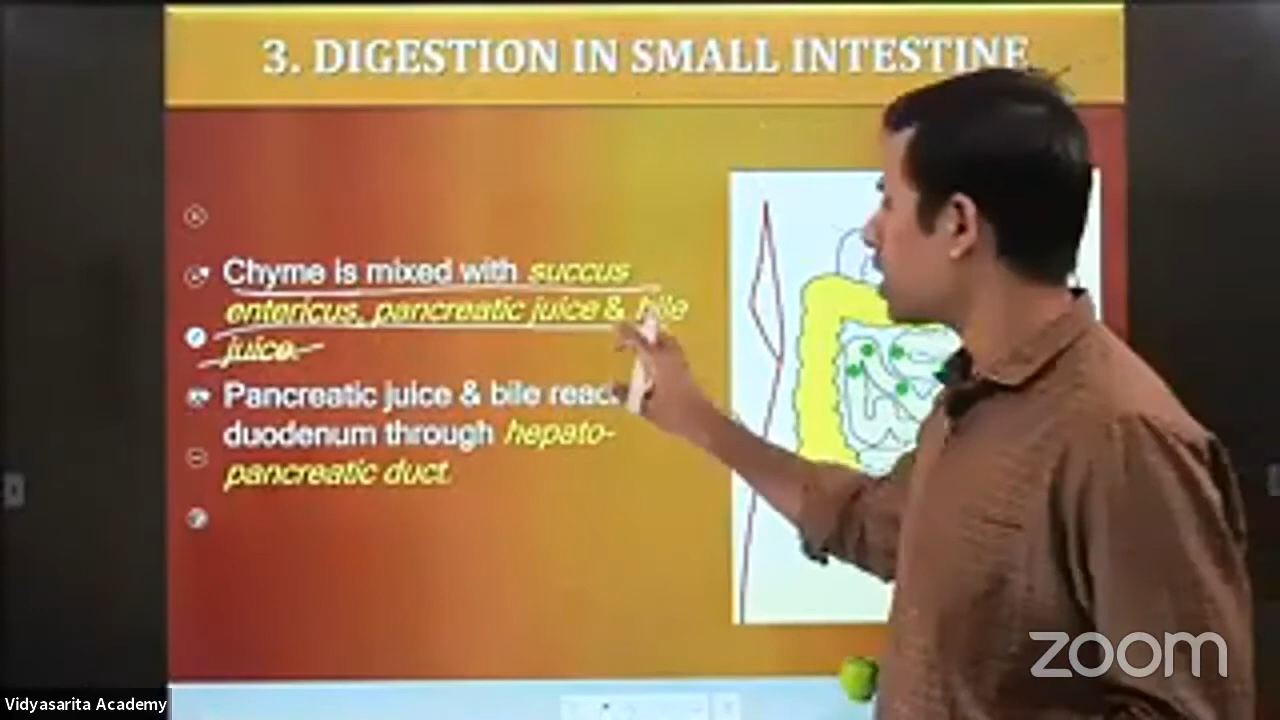 3. DIGESTION IN SMALL INTESTINE
Chyme is mixed with succus
entericus, pancreatic juice & bile
juice.
Pancreatic juice & bile
duodenum through hepato-
pancreatic duct.
zoom
Vidyasarita Academy